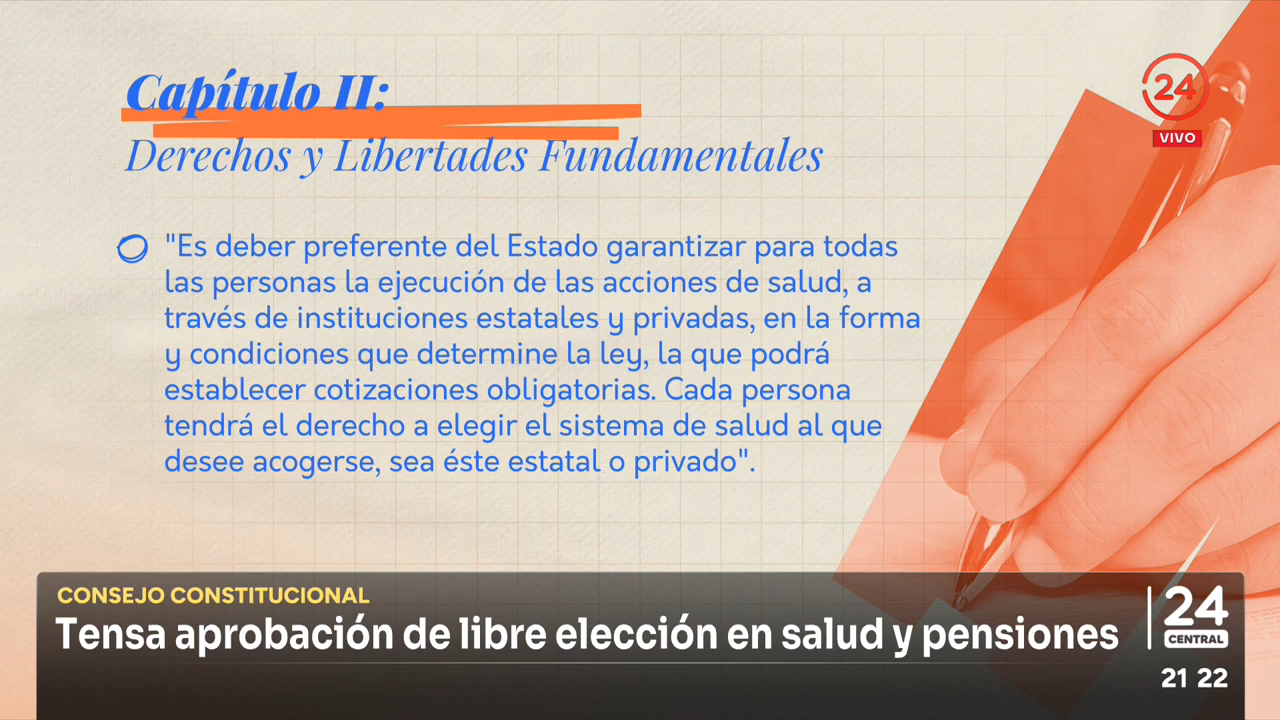 Capítulo II:
Derechos y Libertades Fundamentales
24
VIVO
"Es deber preferente del Estado garantizar para todas
las personas la ejecución de las acciones de salud, a
través de instituciones estatales y privadas, en la forma
y condiciones que determine la ley, la que podrá
establecer cotizaciones obligatorias. Cada persona
tendrá el derecho a elegir el sistema de salud al que
desee acogerse, sea éste estatal o privado".
CONSEJO CONSTITUCIONAL
Tensa aprobación de libre elección en salud y pensiones
24
CENTRAL
21 22